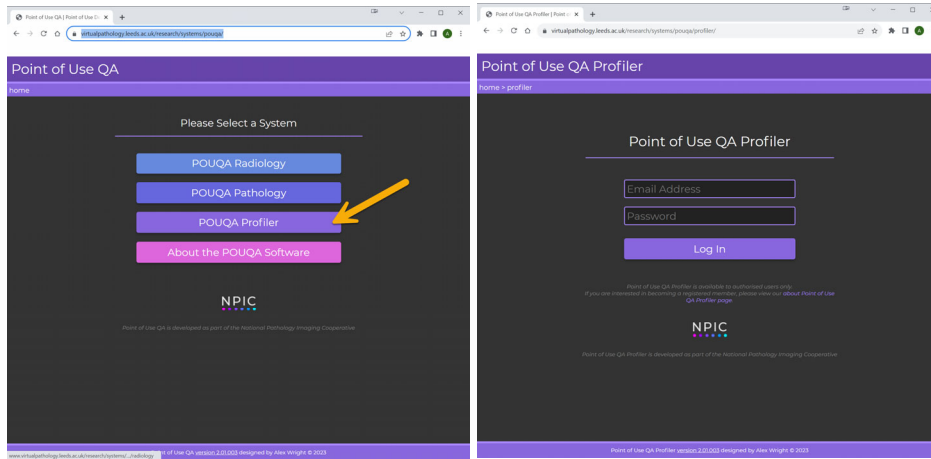 Point of Use QA | Point of Use Di
virtualpathology.leeds.ac.uk/research/systems/pouqa/
Point of Use QA
home
Please Select a System
POUQA Radiology
POUQA Pathology
POUQA Profiler
About the POUQA Software
NPIC
Point of Use QA is developed as part of the National Pathology Imaging Cooperative
www.virtualpathology.leeds.ac.uk/research/systems/.../radiology
nt of Use QA version 2.01.003 designed by Alex Wright © 2023
Point of Use QA Profiler | Point
virtualpathology.leeds.ac.uk/research/systems/pouqa/profiler/
Point of Use QA Profiler
home > profiler
Point of Use QA Profiler
Email Address
Password
Log In
Point of Use QA Profiler is available to authorised users only.
If you are interested in becoming a registered member, please view our about Point of Use
QA Profiler page.
NPIC
Point of Use QA Profiler is developed as part of the National Pathology Imaging Cooperative
Point of Use QA Profiler version 2.01.003 designed by Alex Wright © 2023